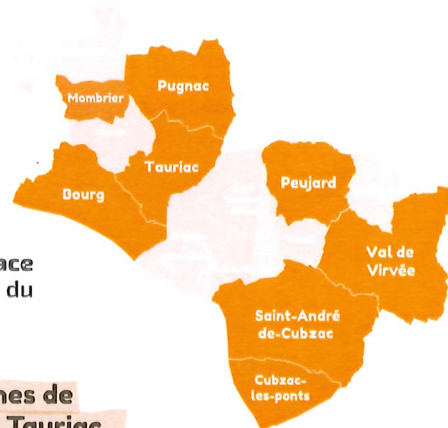 Pugnac
Mombrier
Tauriac
Bourg
Peujard
Val de
Virvée
ace
du
Saint-André
de-Cubzac
Cubzac-
les-ponts
nes de
Tauriac